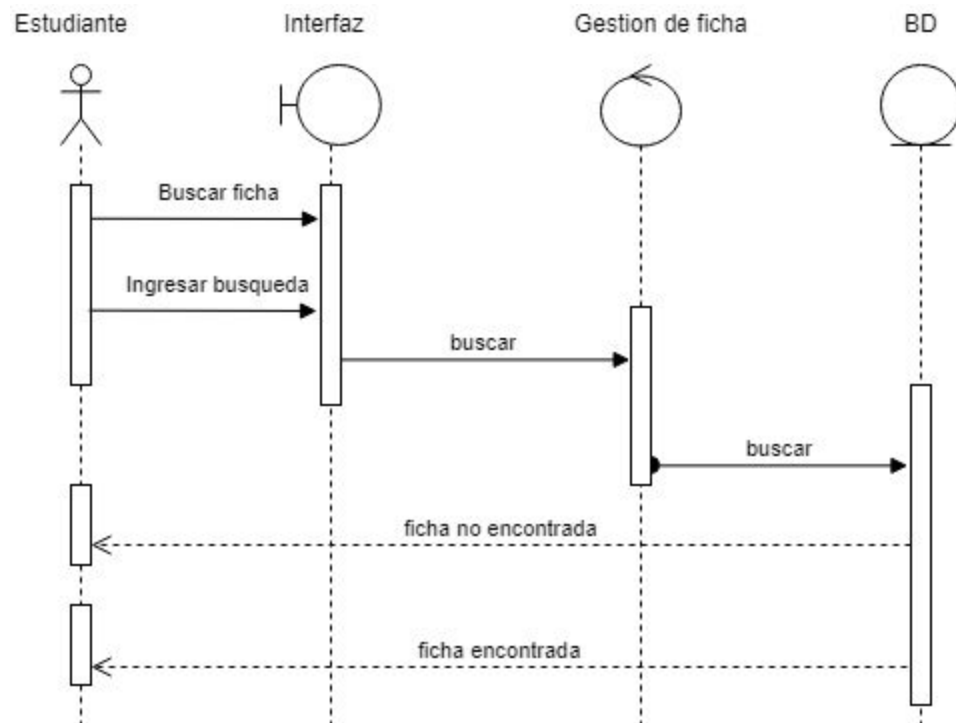 Estudiante
Interfaz
Gestion de ficha
BD
Buscar ficha
Ingresar busqueda
buscar
buscar
ficha no encontrada
ficha encontrada